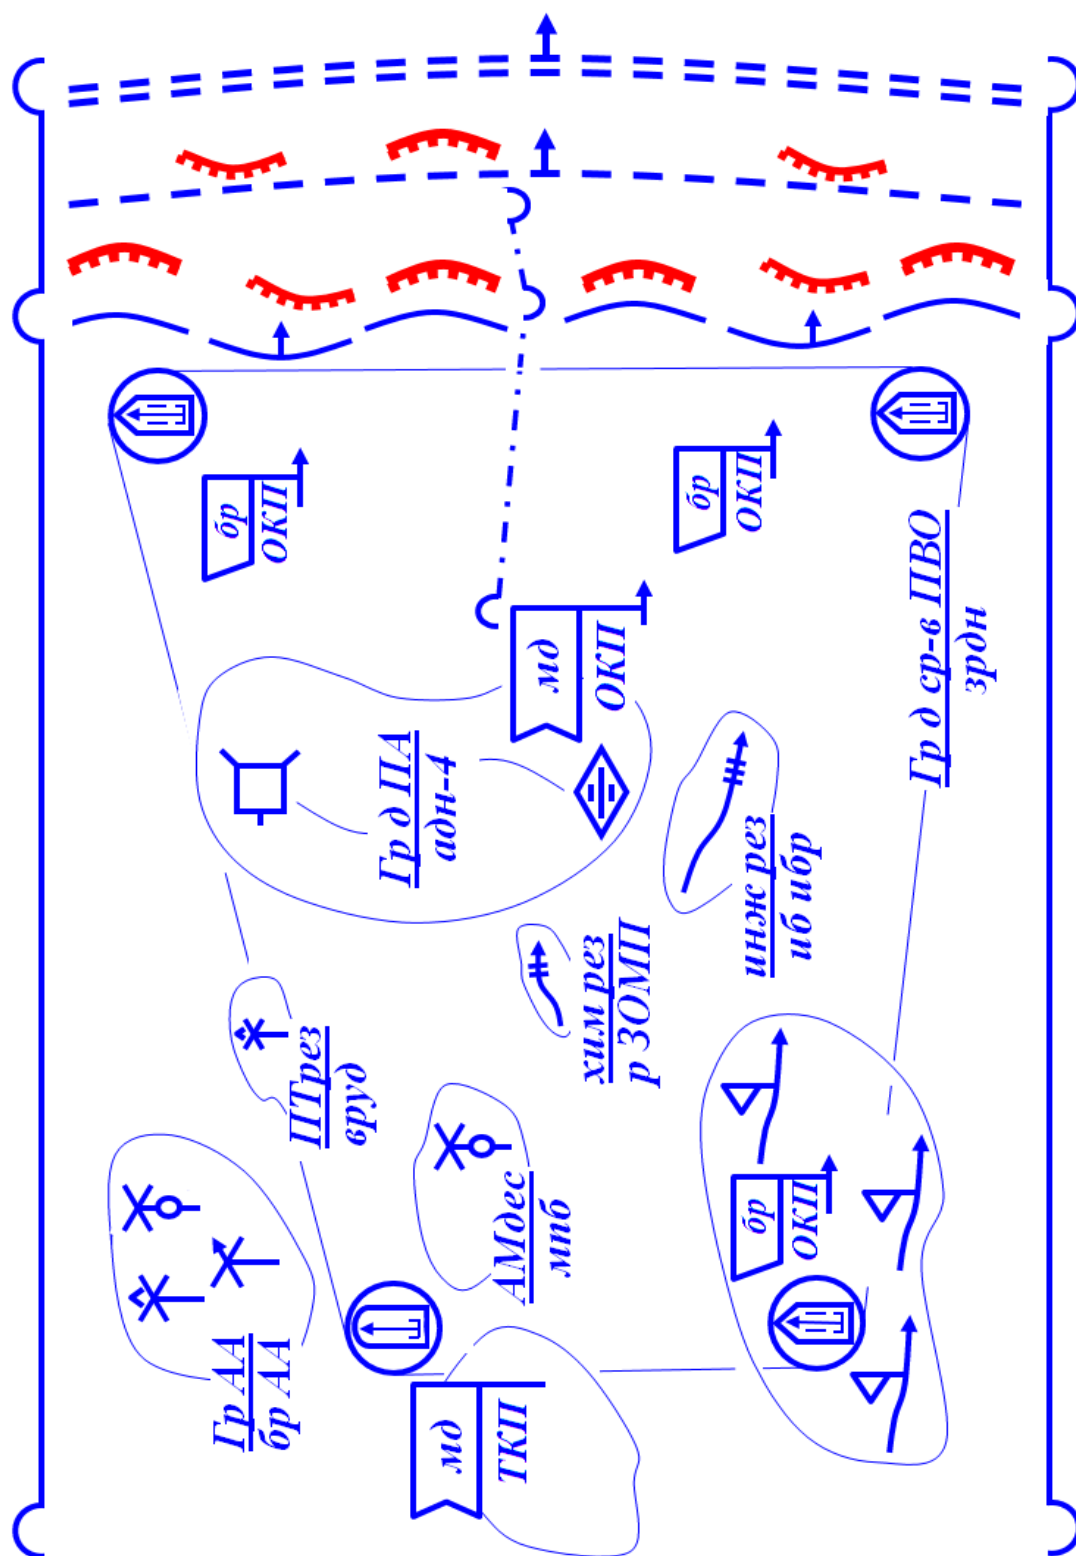 бр
ОКП
бр
ОКП
мд
ОКП
Гр д ср-в ПВО
зрдн
Гр д ПА
адн-4
инж рез
иб ибр
хим рез
р ЗОМП
ПТрез
вруд
АМдес
мпб
бр
ОКП
Гр АА
бр АА
мд
ТКП